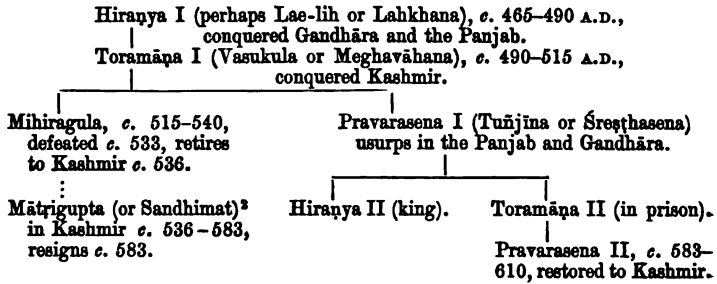 Hiraṇya I (perhaps Lae-lih or Lahkhana), c. 465–490 A.D.,
conquered Gandhāra and the Panjab.
Toramāṇa I (Vasukula or Meghavāhana), c. 490–515 A.D.,
conquered Kashmir.
Mihiragula, c. 515–540,
defeated c. 533, retires
to Kashmir c. 536.
Pravarasena I (Tuñjīna or Śreṣṭhasena)
usurps in the Panjab and Gandhāra.
Mātṛigupta (or Sandhimat)²
in Kashmir c. 536–583,
resigns c. 583.
Hiraṇya II (king).
Toramāṇa II (in prison).
Pravarasena II, c. 583–
610, restored to Kashmir.